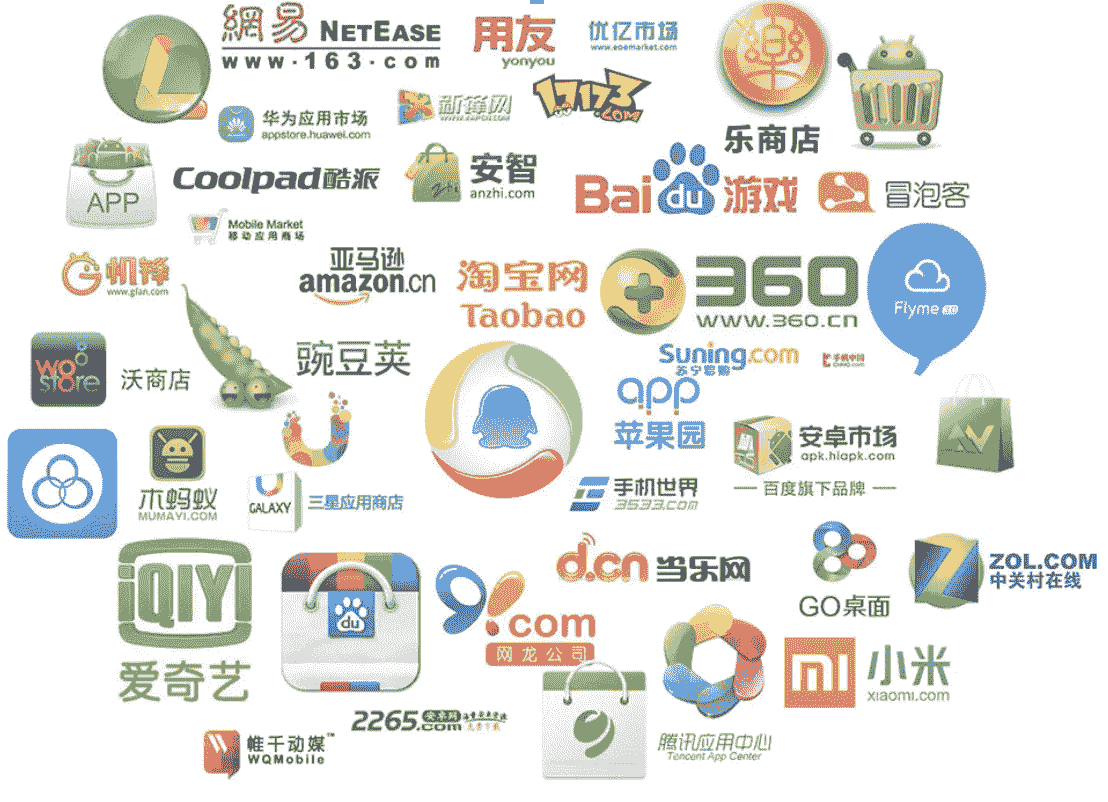 網易 NETEASE
www·163·com
用友
yonyou
优亿市场
www.eoemarket.com
17173
.COM
华为应用市场
appstore.huawei.com
乐商店
APP
Coolpad酷派
安智
anzhi.com
Bai du 游戏
冒泡客
Mobile Market
移动应用商场
机锋
www.gfan.com
亚马逊
amazon.cn
淘宝网
Taobao
360
www.360.cn
Flyme 3.0
Suning.com
苏宁易购
手机中国
wo
store
沃商店
豌豆荚
app
苹果园
安卓市场
apk.hiapk.com
百度旗下品牌
木蚂蚁
MUMAYI.COM
GALAXY
三星应用商店
手机世界
3533.com
iQIYI
爱奇艺
du
91.com
网龙公司
d.cn 当乐网
GO桌面
ZOL.COM
中关村在线
mi
小米
xiaomi.com
2265.com 安卓网
帷千动媒™
WQMobile
腾讯应用中心
Tencent App Center